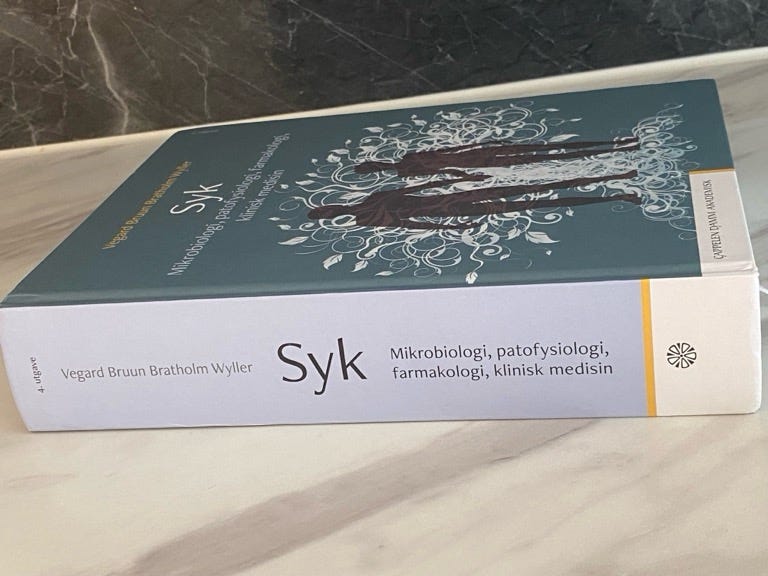 Vegard Bruun Bratholm Wyller
Syk
Mikrobiologi, patofysiologi, farmakologi,
klinisk medisin
CAPPELEN DAMM AKADEMISK
4. utgave
Vegard Bruun Bratholm Wyller
Syk
Mikrobiologi, patofysiologi,
farmakologi, klinisk medisin